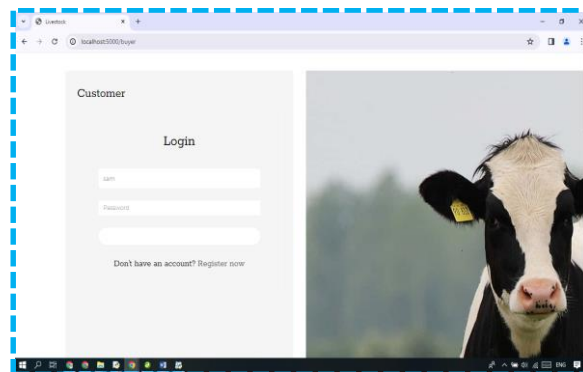 Livestock
localhost:5000/buyer
Customer
Login
sam
Password
Don't have an account? Register now
ENG